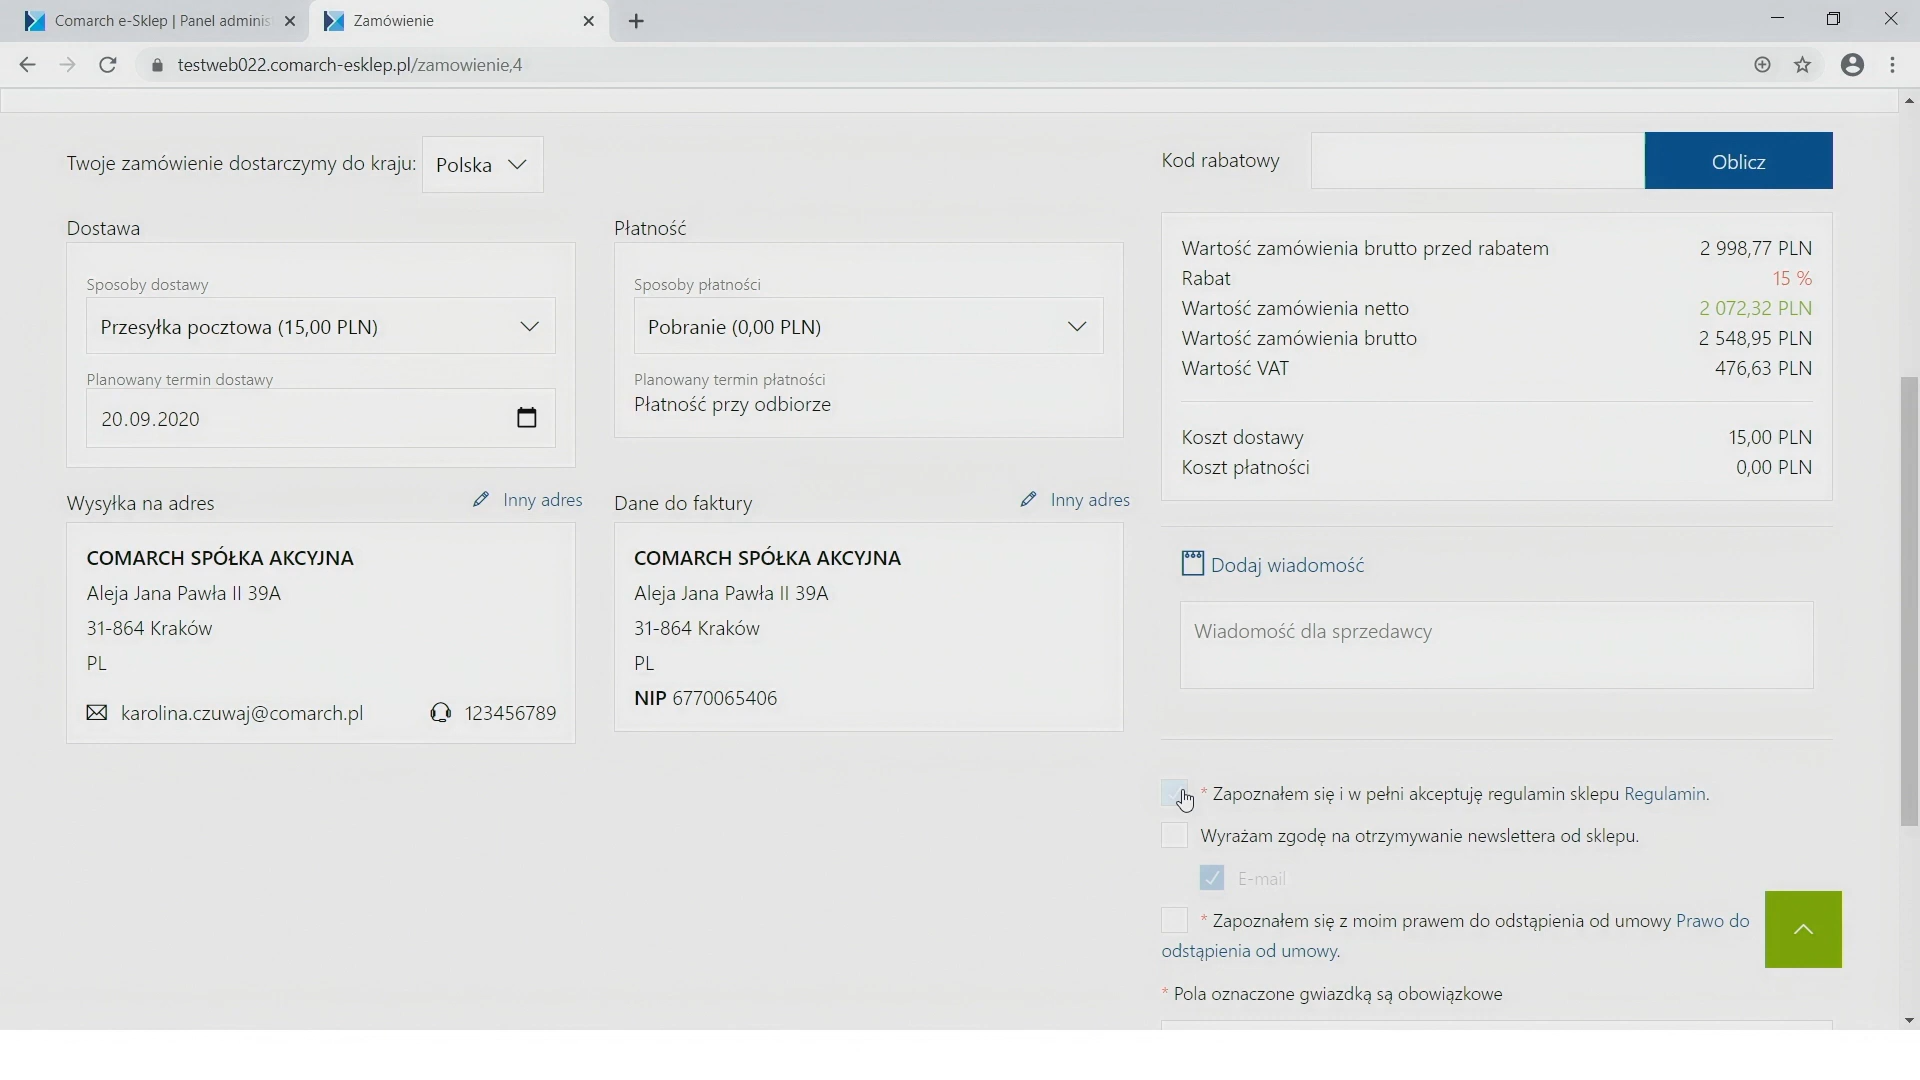 Comarch e-Sklep | Panel adminis
Zamówienie
testweb022.comarch-esklep.pl/zamowienie,4
Twoje zamówienie dostarczymy do kraju: Polska
Kod rabatowy
Oblicz
Dostawa
Płatność
Sposoby dostawy
Przesyłka pocztowa (15,00 PLN)
Planowany termin dostawy
20.09.2020
Sposoby płatności
Pobranie (0,00 PLN)
Planowany termin płatności
Płatność przy odbiorze
Wartość zamówienia brutto przed rabatem 2 998,77 PLN
Rabat 15 %
Wartość zamówienia netto 2 072,32 PLN
Wartość zamówienia brutto 2 548,95 PLN
Wartość VAT 476,63 PLN
Koszt dostawy 15,00 PLN
Koszt płatności 0,00 PLN
Wysyłka na adres
Inny adres
COMARCH SPÓŁKA AKCYJNA
Aleja Jana Pawła II 39A
31-864 Kraków
PL
karolina.czuwaj@comarch.pl
123456789
Dane do faktury
Inny adres
COMARCH SPÓŁKA AKCYJNA
Aleja Jana Pawła II 39A
31-864 Kraków
PL
NIP 6770065406
Dodaj wiadomość
Wiadomość dla sprzedawcy
* Zapoznałem się i w pełni akceptuję regulamin sklepu Regulamin.
Wyrażam zgodę na otrzymywanie newslettera od sklepu.
E-mail
* Zapoznałem się z moim prawem do odstąpienia od umowy Prawo do
odstąpienia od umowy.
* Pola oznaczone gwiazdką są obowiązkowe